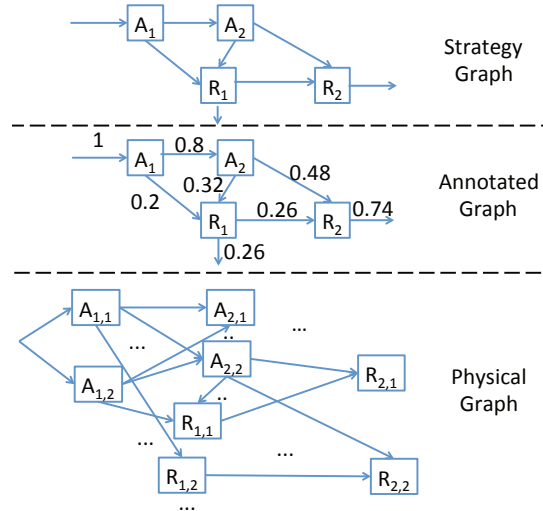 A1 A2
Strategy
Graph
R1 R2
1 0.8
A1 A2
0.32 0.48
Annotated
Graph
0.2 0.26 0.74
R1 R2
0.26
A1,1 A2,1
...
..
A1,2 A2,2
R2,1
Physical
Graph
..
R1,1
... ...
R1,2 R2,2
...